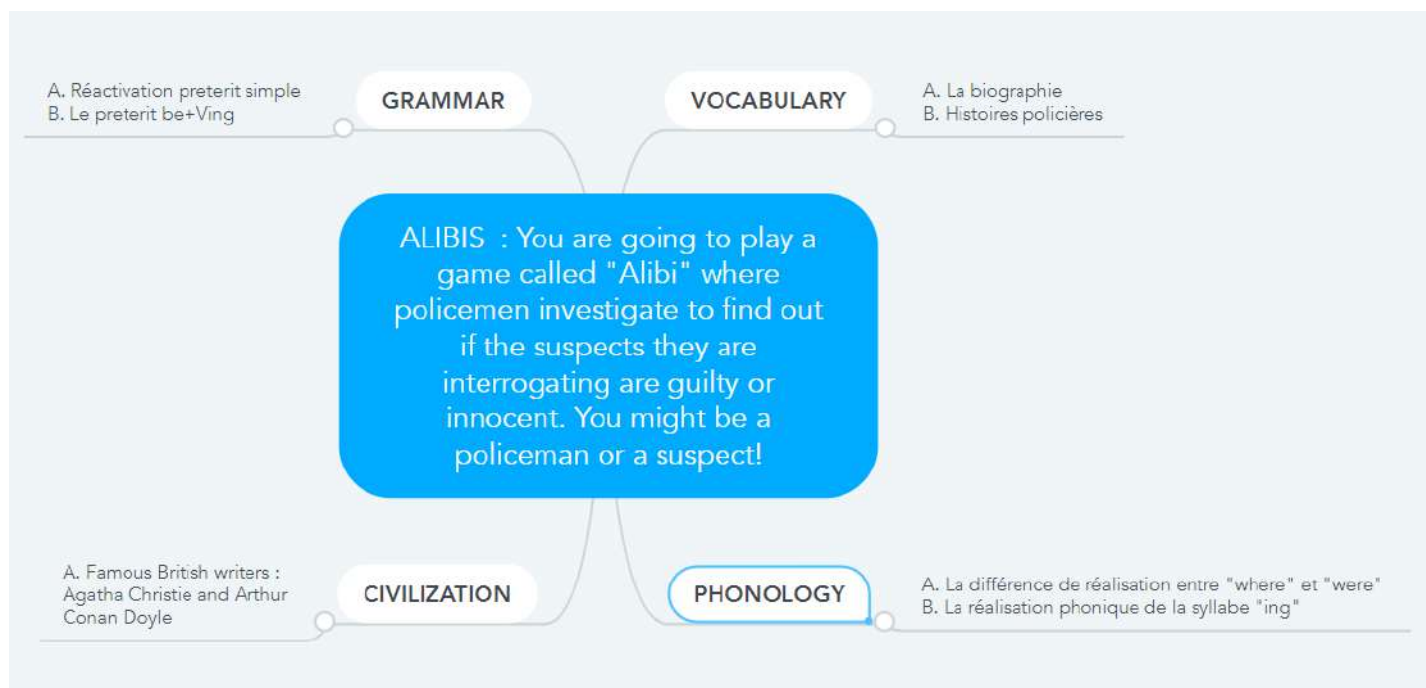 A. Réactivation preterit simple
B. Le preterit be+Ving
GRAMMAR
VOCABULARY
A. La biographie
B. Histoires policières
ALIBIS : You are going to play a
game called "Alibi" where
policemen investigate to find out
if the suspects they are
interrogating are guilty or
innocent. You might be a
policeman or a suspect!
A. Famous British writers :
Agatha Christie and Arthur
Conan Doyle
CIVILIZATION
PHONOLOGY
A. La différence de réalisation entre "where" et "were"
B. La réalisation phonique de la syllabe "ing"